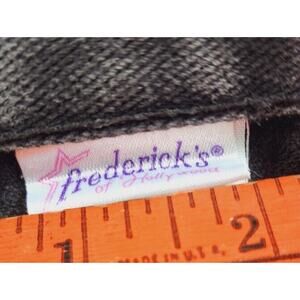 frederick's®
of Hollywood
1 2
MADE IN U.S.A.